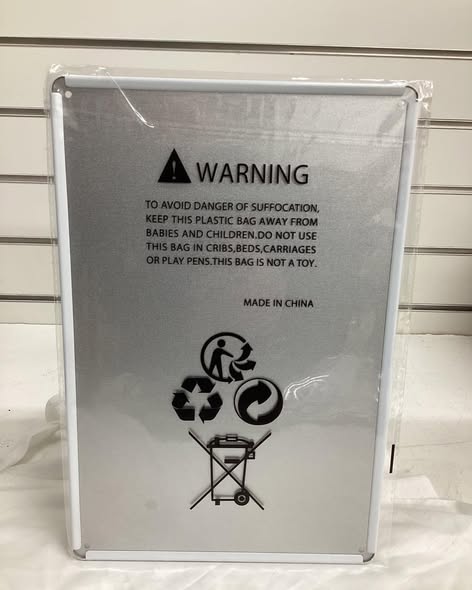 WARNING
TO AVOID DANGER OF SUFFOCATION,
KEEP THIS PLASTIC BAG AWAY FROM
BABIES AND CHILDREN.DO NOT USE
THIS BAG IN CRIBS,BEDS,CARRIAGES
OR PLAY PENS.THIS BAG IS NOT A TOY.
MADE IN CHINA